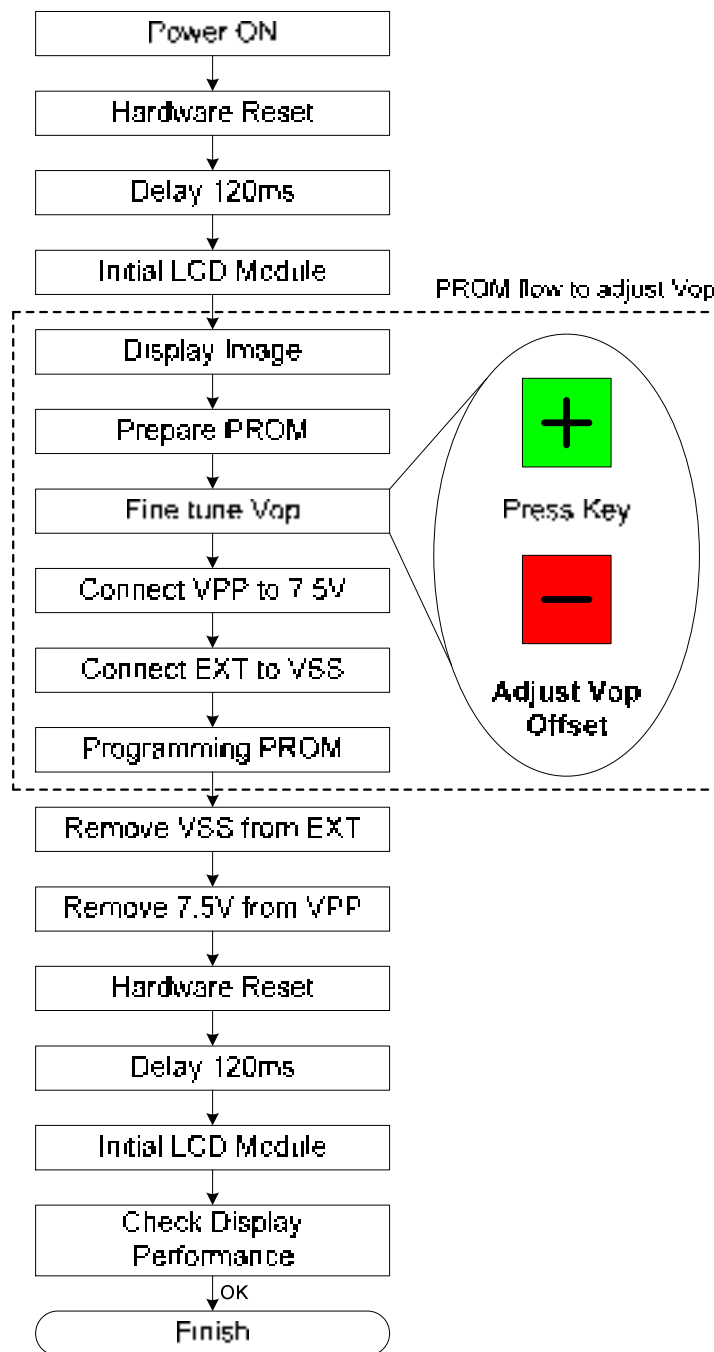 Power ON
Hardware Reset
Delay 120ms
Initial LCD Module
PROM flow to adjust Vop
Display Image
Prepare PROM
Fine tune Vop
Connect VPP to 7.5V
Connect EXT to VSS
Programming PROM
+
Press Key
−
Adjust Vop
Offset
Remove VSS from EXT
Remove 7.5V from VPP
Hardware Reset
Delay 120ms
Initial LCD Module
Check Display
Performance
OK
Finish